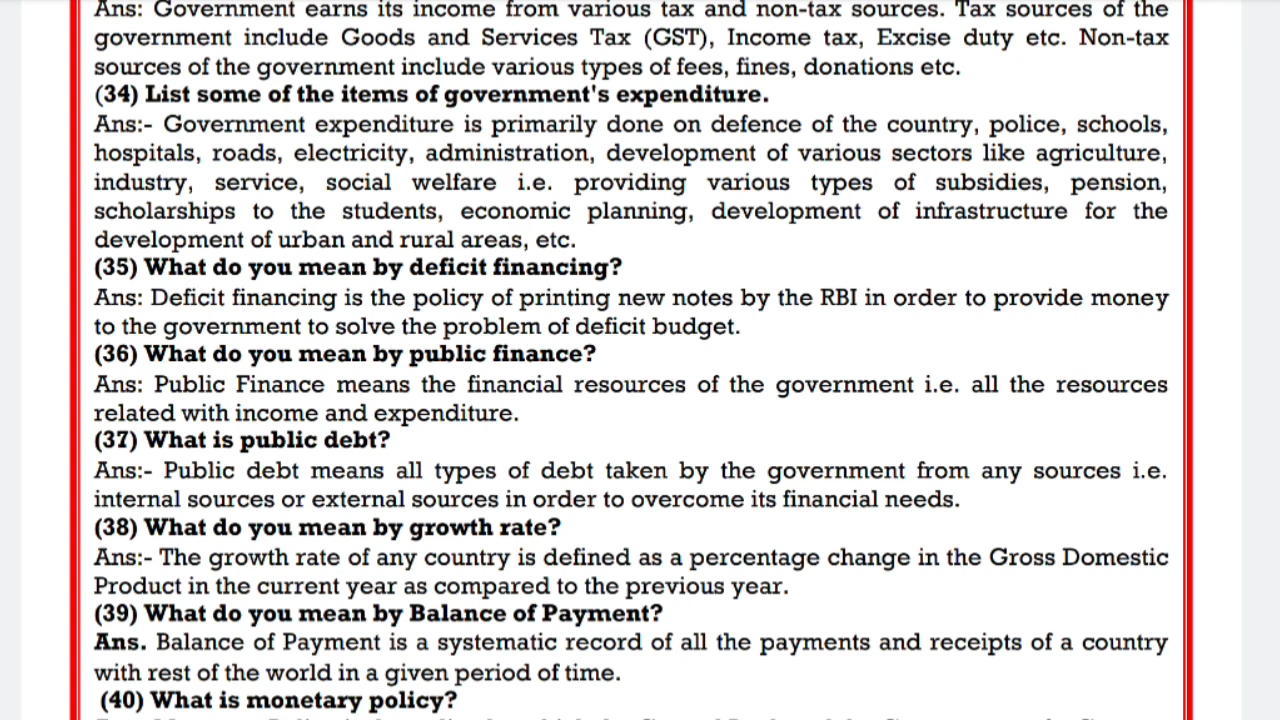 Ans: Government earns its income from various tax and non-tax sources. Tax sources of the
government include Goods and Services Tax (GST), Income tax, Excise duty etc. Non-tax
sources of the government include various types of fees, fines, donations etc.
(34) List some of the items of government's expenditure.
Ans:- Government expenditure is primarily done on defence of the country, police, schools,
hospitals, roads, electricity, administration, development of various sectors like agriculture,
industry, service, social welfare i.e. providing various types of subsidies, pension,
scholarships to the students, economic planning, development of infrastructure for the
development of urban and rural areas, etc.
(35) What do you mean by deficit financing?
Ans: Deficit financing is the policy of printing new notes by the RBI in order to provide money
to the government to solve the problem of deficit budget.
(36) What do you mean by public finance?
Ans: Public Finance means the financial resources of the government i.e. all the resources
related with income and expenditure.
(37) What is public debt?
Ans:- Public debt means all types of debt taken by the government from any sources i.e.
internal sources or external sources in order to overcome its financial needs.
(38) What do you mean by growth rate?
Ans:- The growth rate of any country is defined as a percentage change in the Gross Domestic
Product in the current year as compared to the previous year.
(39) What do you mean by Balance of Payment?
Ans. Balance of Payment is a systematic record of all the payments and receipts of a country
with rest of the world in a given period of time.
(40) What is monetary policy?